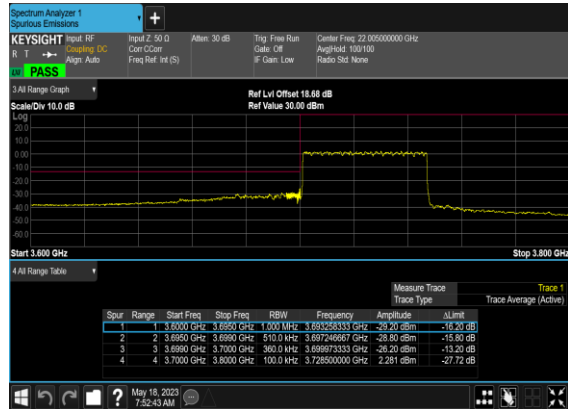 Spectrum Analyzer 1
Spurious Emissions
+
KEYSIGHT Input: RF Input Z: 50 Ω Atten: 30 dB Trig: Free Run Center Freq: 22.005000000 GHz
R T Coupling: DC Corr CCorr Gate: Off Avg|Hold: 100/100
Align: Auto Freq Ref: Int (S) IF Gain: Low Radio Std: None
PASS
3 All Range Graph
Ref Lvl Offset 18.68 dB
Scale/Div 10.0 dB Ref Value 30.00 dBm
Log
20.0
10.0
0.00
-10.0
-20.0
-30.0
-40.0
-50.0
-60.0
Start 3.600 GHz Stop 3.800 GHz
4 All Range Table
Measure Trace Trace 1
Trace Type Trace Average (Active)
Spur Range Start Freq Stop Freq RBW Frequency Amplitude ΔLimit
1 1 3.6000 GHz 3.6950 GHz 1.000 MHz 3.693258333 GHz -29.20 dBm -16.20 dB
2 2 3.6950 GHz 3.6990 GHz 510.0 kHz 3.697246667 GHz -28.80 dBm -15.80 dB
3 3 3.6990 GHz 3.7000 GHz 360.0 kHz 3.699973333 GHz -26.20 dBm -13.20 dB
4 4 3.7000 GHz 3.8000 GHz 100.0 kHz 3.728500000 GHz 2.281 dBm -27.72 dB
? May 18, 2023
7:52:43 AM